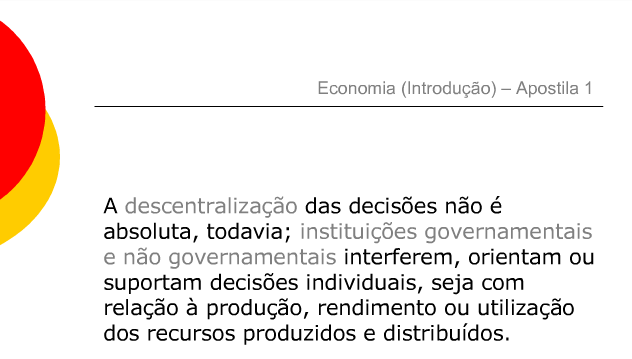 Economia (Introdução) – Apostila 1
A descentralização das decisões não é
absoluta, todavia; instituições governamentais
e não governamentais interferem, orientam ou
suportam decisões individuais, seja com
relação à produção, rendimento ou utilização
dos recursos produzidos e distribuídos.